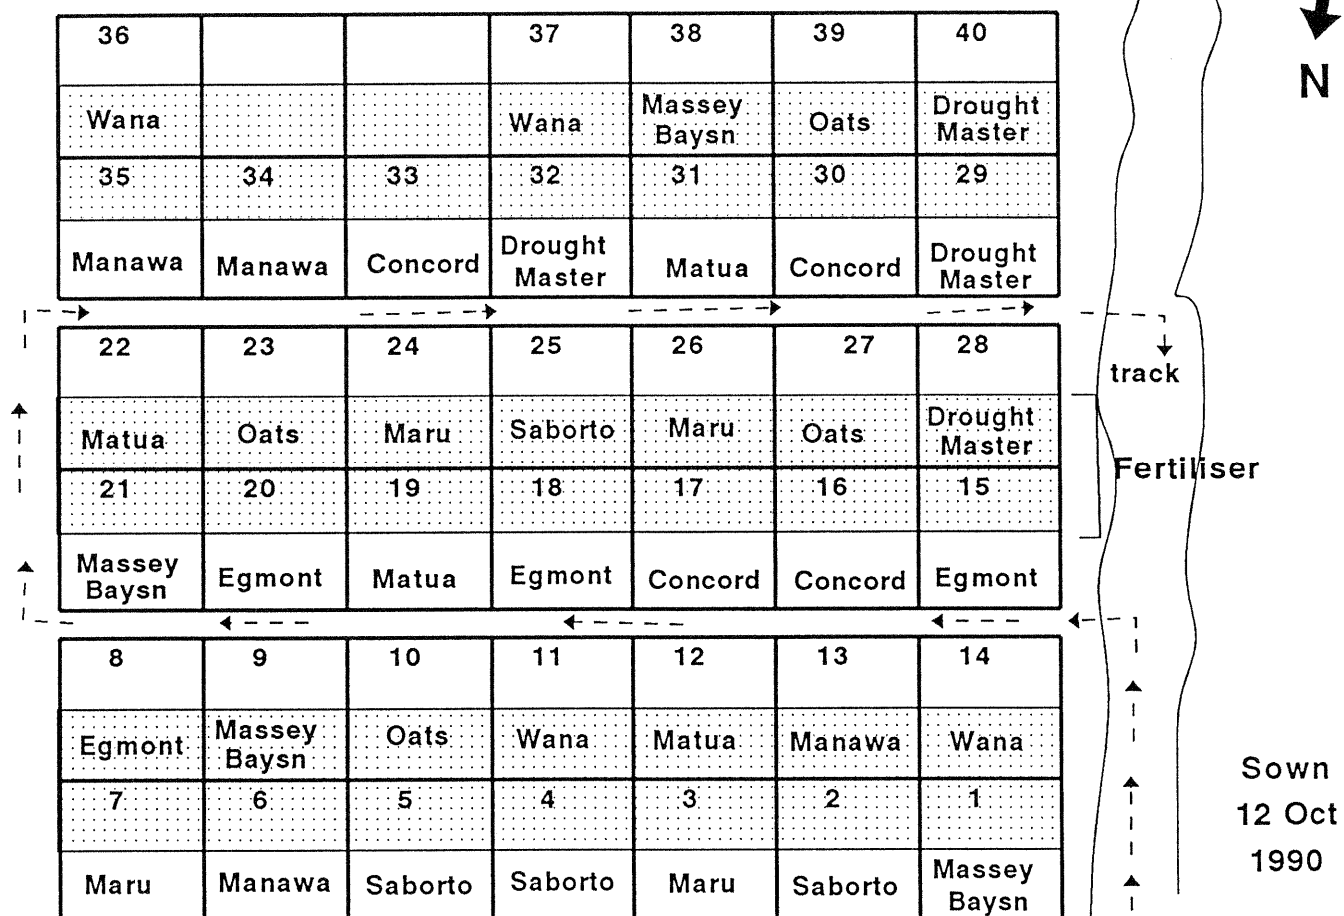 36 37 38 39 40
N
Wana Wana Massey Baysn Oats Drought Master
35 34 33 32 31 30 29
Manawa Manawa Concord Drought Master Matua Concord Drought Master
22 23 24 25 26 27 28
track
Matua Oats Maru Saborto Maru Oats Drought Master
Fertiliser
21 20 19 18 17 16 15
Massey Baysn Egmont Matua Egmont Concord Concord Egmont
8 9 10 11 12 13 14
Egmont Massey Baysn Oats Wana Matua Manawa Wana
7 6 5 4 3 2 1
Maru Manawa Saborto Saborto Maru Saborto Massey Baysn
Sown
12 Oct
1990